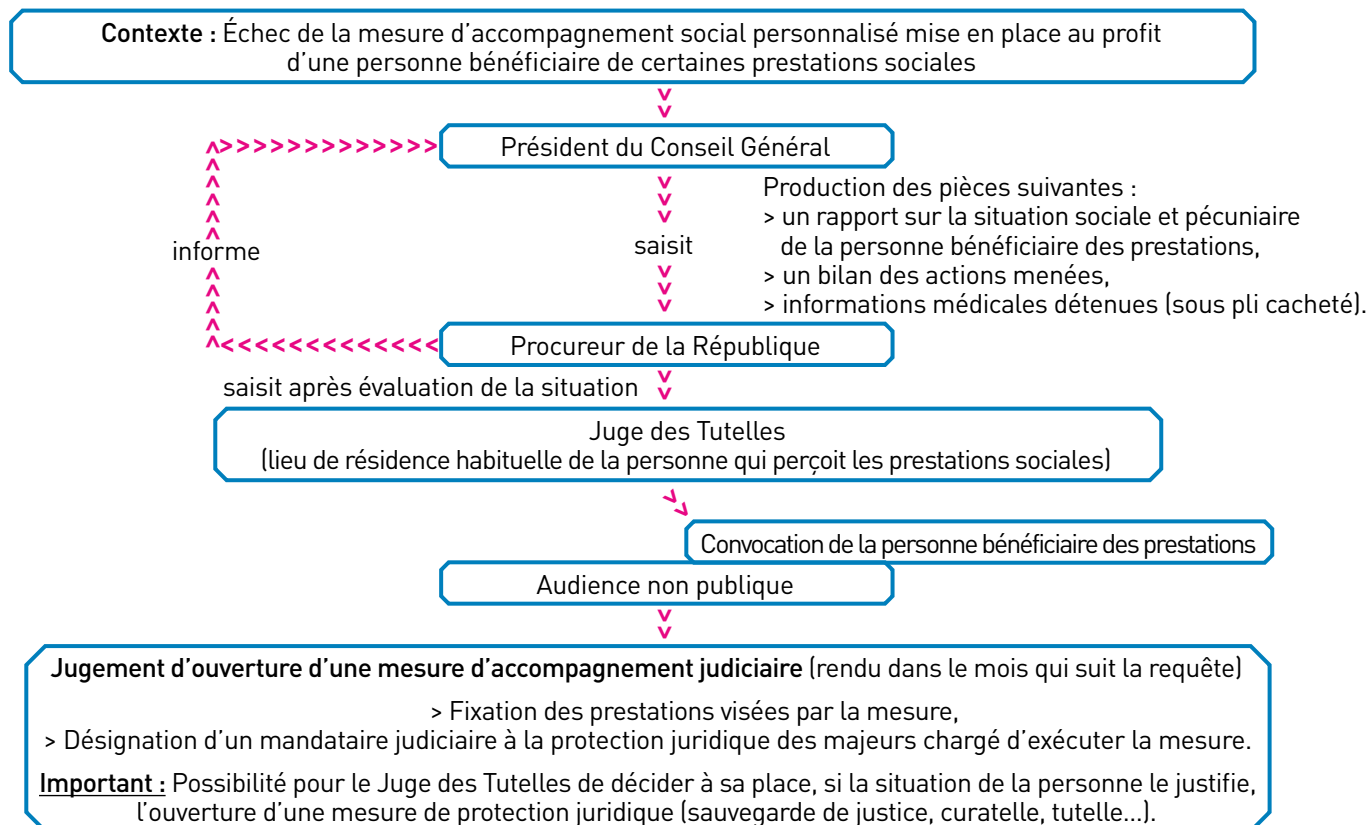 Contexte : Échec de la mesure d’accompagnement social personnalisé mise en place au profit
d’une personne bénéficiaire de certaines prestations sociales
Président du Conseil Général
Production des pièces suivantes :
> un rapport sur la situation sociale et pécuniaire
de la personne bénéficiaire des prestations,
> un bilan des actions menées,
> informations médicales détenues (sous pli cacheté).
informe
saisit
Procureur de la République
saisit après évaluation de la situation
Juge des Tutelles
(lieu de résidence habituelle de la personne qui perçoit les prestations sociales)
Convocation de la personne bénéficiaire des prestations
Audience non publique
Jugement d’ouverture d’une mesure d’accompagnement judiciaire (rendu dans le mois qui suit la requête)
> Fixation des prestations visées par la mesure,
> Désignation d’un mandataire judiciaire à la protection juridique des majeurs chargé d’exécuter la mesure.
Important : Possibilité pour le Juge des Tutelles de décider à sa place, si la situation de la personne le justifie,
l’ouverture d’une mesure de protection juridique (sauvegarde de justice, curatelle, tutelle...).